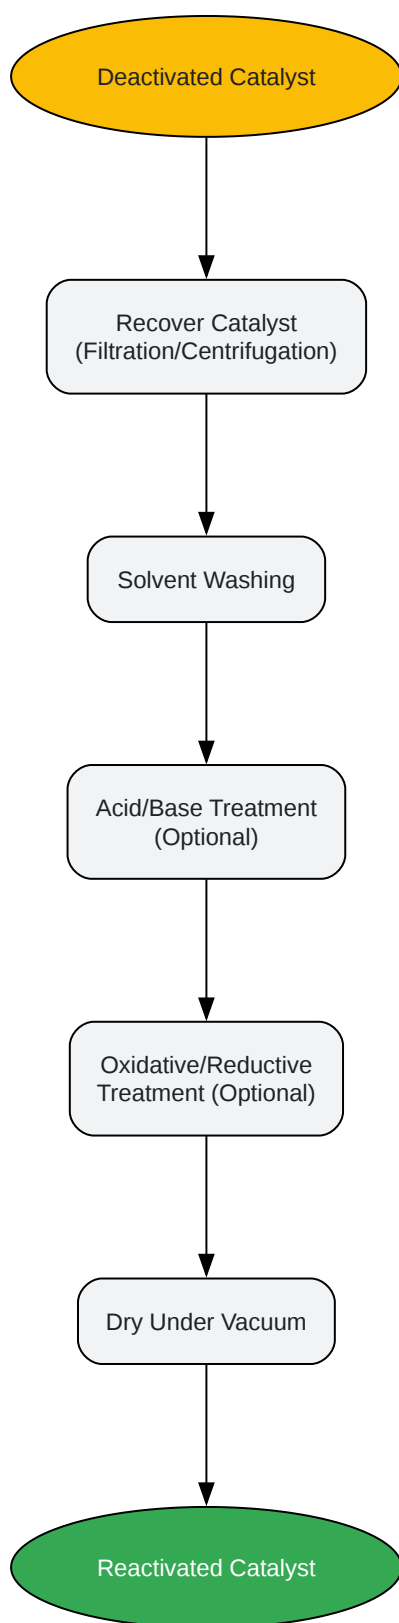 Deactivated Catalyst
Recover Catalyst
(Filtration/Centrifugation)
Solvent Washing
Acid/Base Treatment
(Optional)
Oxidative/Reductive
Treatment (Optional)
Dry Under Vacuum
Reactivated Catalyst